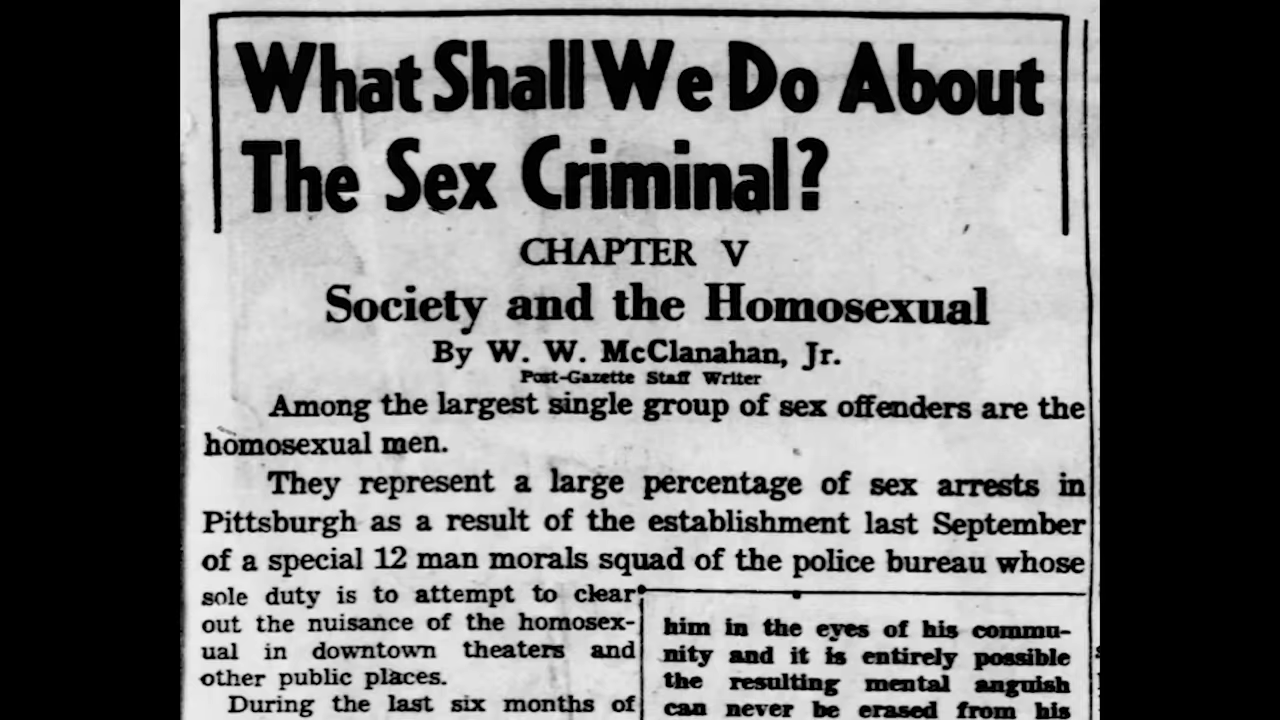 What Shall We Do About
The Sex Criminal?
CHAPTER V
Society and the Homosexual
By W. W. McClanahan, Jr.
Post-Gazette Staff Writer
Among the largest single group of sex offenders are the
homosexual men.
They represent a large percentage of sex arrests in
Pittsburgh as a result of the establishment last September
of a special 12 man morals squad of the police bureau whose
sole duty is to attempt to clear
out the nuisance of the homosex-
ual in downtown theaters and
other public places.
During the last six months of
him in the eyes of his commu-
nity and it is entirely possible
the resulting mental anguish
can never be erased from his